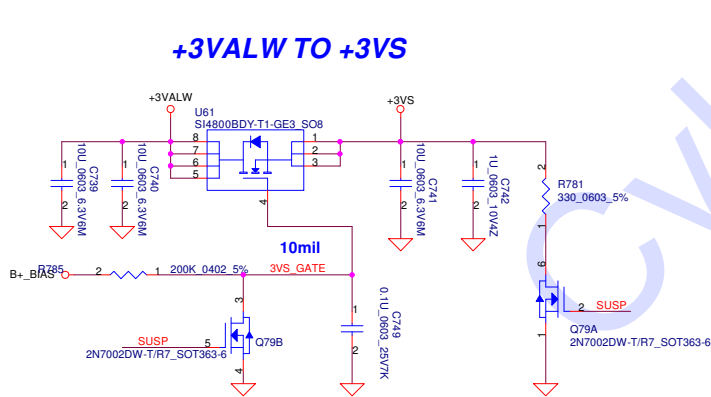 +3VALW TO +3VS
+3VALW
U61
SI4800BDY-T1-GE3_SO8
+3VS
8
7
6
5
1
2
3
4
1
2
C739
10U_0603_6.3V6M
1
2
C740
10U_0603_6.3V6M
1
2
C741
10U_0603_6.3V6M
1
2
C742
1U_0603_10V4Z
2
1
R781
330_0603_5%
10mil
B+_BIAS
R785
2
1
200K_0402_5%
3VS_GATE
SUSP
5
3
4
Q79B
2N7002DW-T/R7_SOT363-6
1
2
C749
0.1U_0603_25V7K
6
2
1
SUSP
Q79A
2N7002DW-T/R7_SOT363-6